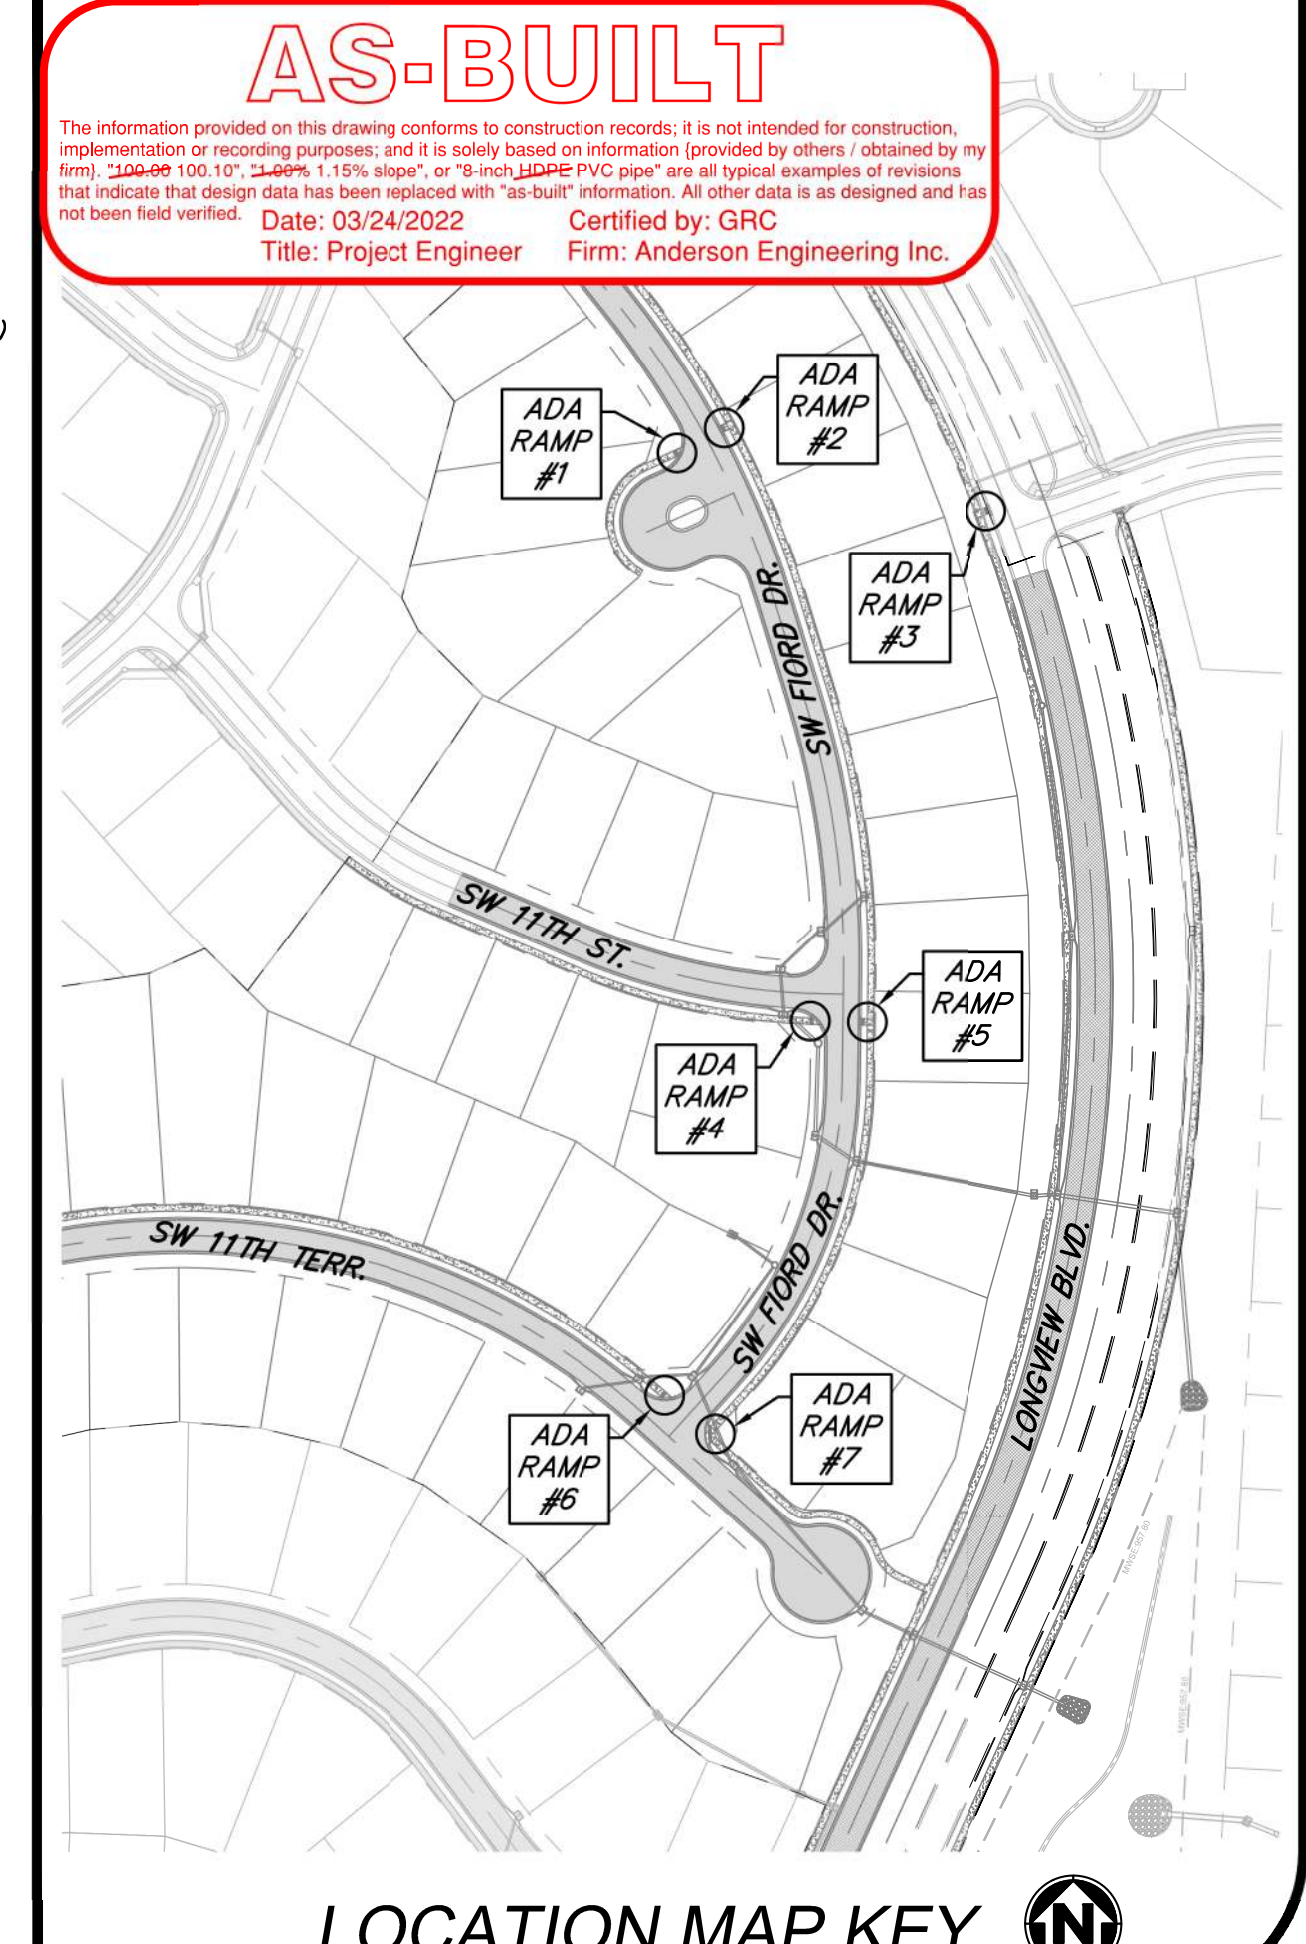 AS-BUILT
The information provided on this drawing conforms to construction records; it is not intended for construction,
implementation or recording purposes; and it is solely based on information {provided by others / obtained by my
firm}. "100.00 100.10", "1.00% 1.15% slope", or "8-inch HDPE PVC pipe" are all typical examples of revisions
that indicate that design data has been replaced with "as-built" information. All other data is as designed and has
not been field verified.
Date: 03/24/2022 Certified by: GRC
Title: Project Engineer Firm: Anderson Engineering Inc.
ADA
RAMP
#1
ADA
RAMP
#2
ADA
RAMP
#3
SW FIORD DR.
SW 11TH ST.
ADA
RAMP
#5
ADA
RAMP
#4
SW 11TH TERR.
SW FIORD DR.
LONGVIEW BLVD.
ADA
RAMP
#7
ADA
RAMP
#6
MWSE 957.60
MWSE 957.60
LOCATION MAP KEY
N